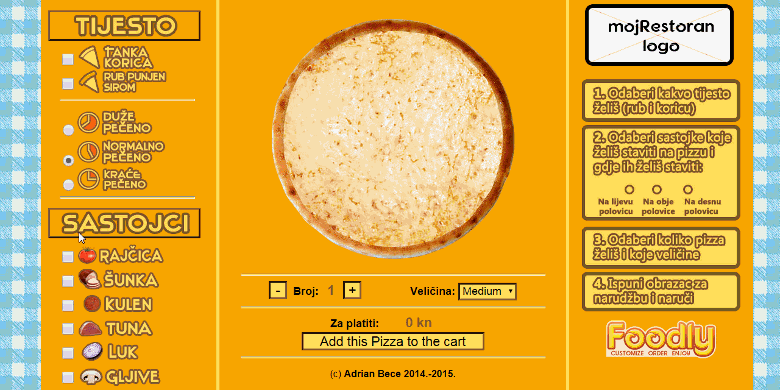 TIJESTO
TANKA
KORICA
RUB PUNJEN
SIROM
DUŽE
PEČENO
NORMALNO
PEČENO
KRAĆE
PEČENO
SASTOJCI
RAJČICA
ŠUNKA
KULEN
TUNA
LUK
GLJIVE
- Broj: 1 + Veličina: Medium
Za platiti: 0 kn
Add this Pizza to the cart
(c) Adrian Bece 2014.-2015.
mojRestoran
logo
1. Odaberi kakvo tijesto
želiš (rub i koricu)
2. Odaberi sastojke koje
želiš staviti na pizzu i
gdje ih želiš staviti:
Na lijevu
polovicu
Na obje
polovice
Na desnu
polovicu
3. Odaberi koliko pizza
želiš i koje veličine
4. Ispuni obrazac za
narudžbu i naruči
Foodly
CUSTOMIZE ORDER ENJOY